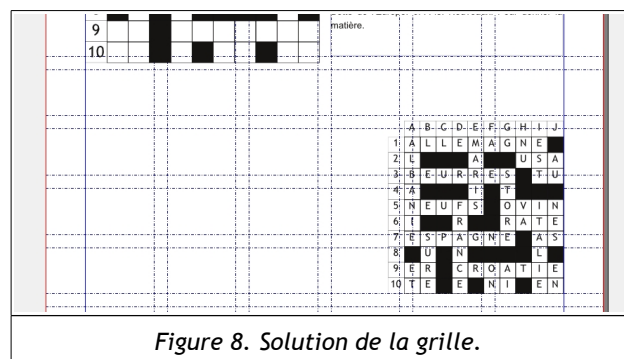 9
matière.
10
A B C D E F G H I J
1 A L L E M A G N E
2 L A U S A
3 B E U R R E S T U
4 A I T
5 N E U F S O V I N
6 I R R A T E
7 E S P A G N E A S
8 U N L
9 E R C R O A T I E
10 T E E N I E N
Figure 8. Solution de la grille.